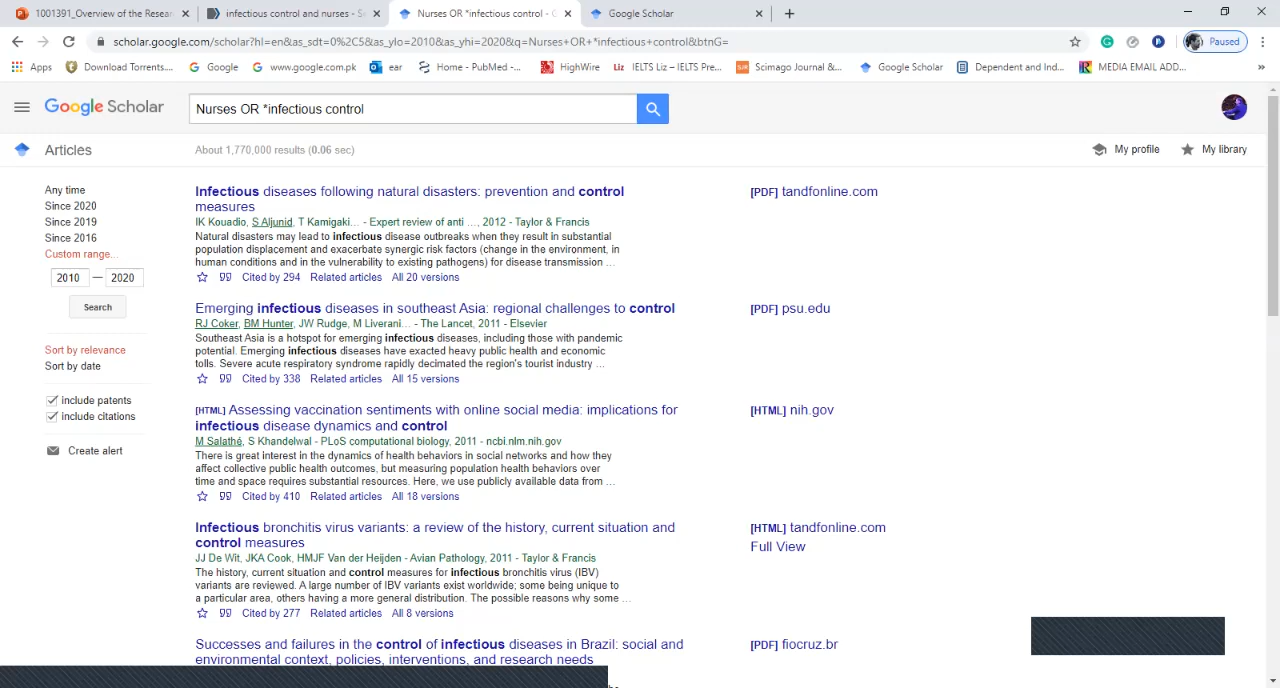 1001391_Overview of the Resear
infectious control and nurses - S
Nurses OR *infectious control - G
Google Scholar
scholar.google.com/scholar?hl=en&as_sdt=0%2C5&as_ylo=2010&as_yhi=2020&q=Nurses+OR+*infectious+control&btnG=
Paused
Apps
Download Torrents....
Google
www.google.com.pk
ear
Home - PubMed -...
HighWire
Liz IELTS Liz – IELTS Pre...
SJR Scimago Journal &...
Google Scholar
Dependent and Ind...
MEDIA EMAIL ADD...
»
Google Scholar
Nurses OR *infectious control
Articles
About 1,770,000 results (0.06 sec)
My profile
My library
Any time
Since 2020
Since 2019
Since 2016
Custom range...
2010 — 2020
Search
Sort by relevance
Sort by date
include patents
include citations
Create alert
Infectious diseases following natural disasters: prevention and control
measures
[PDF] tandfonline.com
IK Kouadio, S Aljunid, T Kamigaki... - Expert review of anti ..., 2012 - Taylor & Francis
Natural disasters may lead to infectious disease outbreaks when they result in substantial
population displacement and exacerbate synergic risk factors (change in the environment, in
human conditions and in the vulnerability to existing pathogens) for disease transmission ...
Cited by 294 Related articles All 20 versions
Emerging infectious diseases in southeast Asia: regional challenges to control
[PDF] psu.edu
RJ Coker, BM Hunter, JW Rudge, M Liverani... - The Lancet, 2011 - Elsevier
Southeast Asia is a hotspot for emerging infectious diseases, including those with pandemic
potential. Emerging infectious diseases have exacted heavy public health and economic
tolls. Severe acute respiratory syndrome rapidly decimated the region's tourist industry ...
Cited by 338 Related articles All 15 versions
[HTML] Assessing vaccination sentiments with online social media: implications for
infectious disease dynamics and control
[HTML] nih.gov
M Salathé, S Khandelwal - PLoS computational biology, 2011 - ncbi.nlm.nih.gov
There is great interest in the dynamics of health behaviors in social networks and how they
affect collective public health outcomes, but measuring population health behaviors over
time and space requires substantial resources. Here, we use publicly available data from ...
Cited by 410 Related articles All 18 versions
Infectious bronchitis virus variants: a review of the history, current situation and
control measures
[HTML] tandfonline.com
Full View
JJ De Wit, JKA Cook, HMJF Van der Heijden - Avian Pathology, 2011 - Taylor & Francis
The history, current situation and control measures for infectious bronchitis virus (IBV)
variants are reviewed. A large number of IBV variants exist worldwide; some being unique to
a particular area, others having a more general distribution. The possible reasons why some ...
Cited by 277 Related articles All 8 versions
Successes and failures in the control of infectious diseases in Brazil: social and
environmental context, policies, interventions, and research needs
[PDF] fiocruz.br